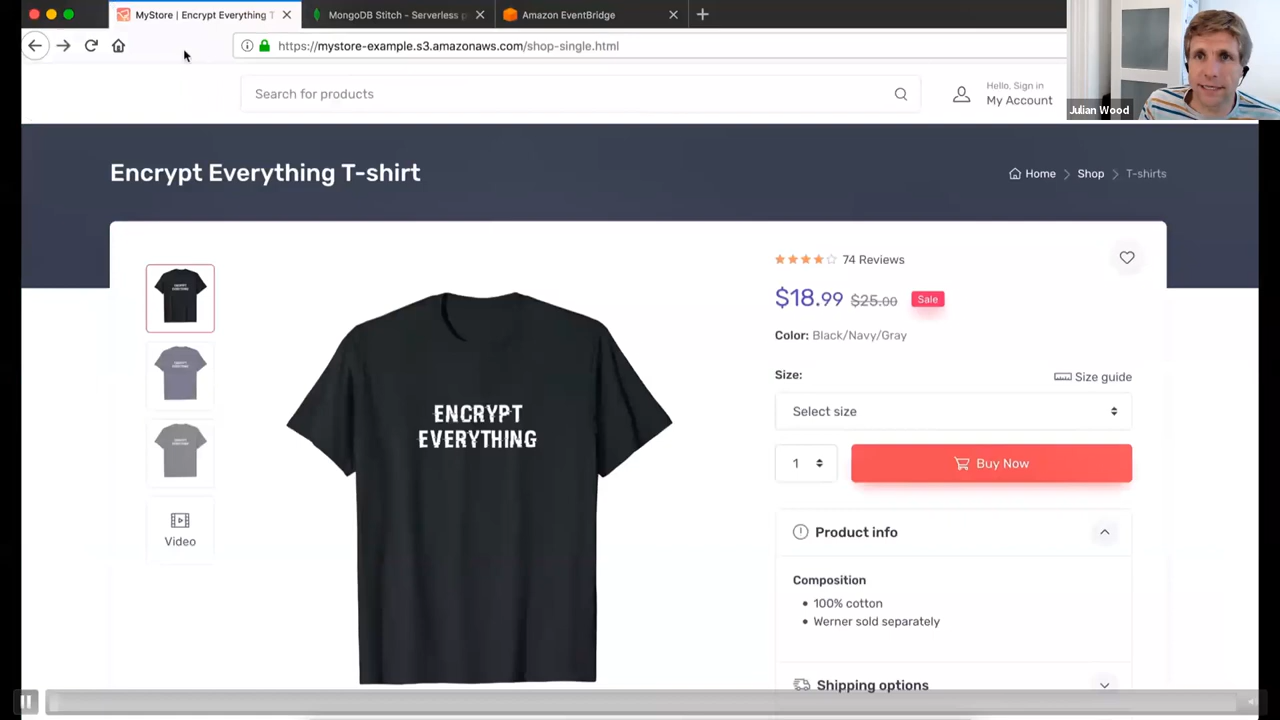 MyStore | Encrypt Everything T
MongoDB Stitch - Serverless p
Amazon EventBridge
https://mystore-example.s3.amazonaws.com/shop-single.html
Search for products
Hello, Sign in
My Account
Julian Wood
Encrypt Everything T-shirt
Home > Shop > T-shirts
74 Reviews
$18.99 $25.00 Sale
Color: Black/Navy/Gray
Size:
Size guide
Select size
ENCRYPT
EVERYTHING
1
Buy Now
Video
Product info
Composition
• 100% cotton
• Werner sold separately
Shipping options